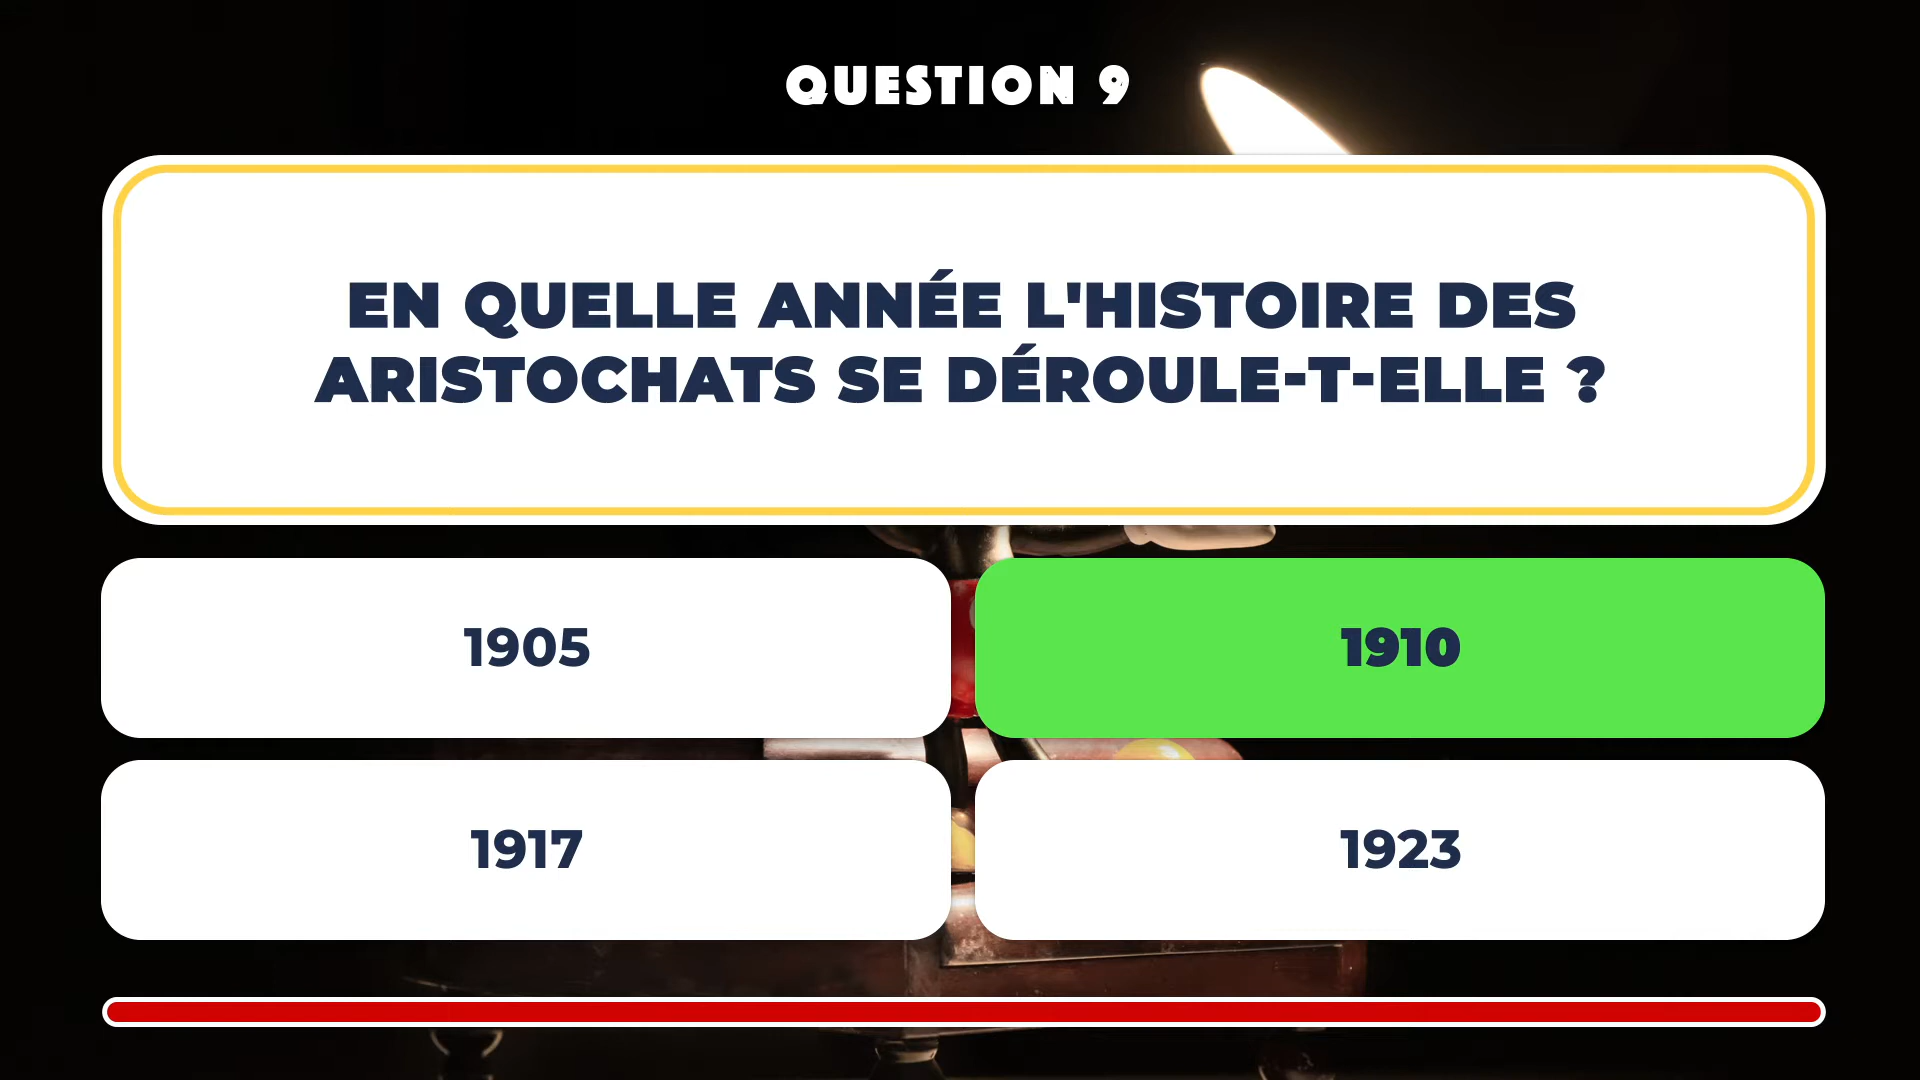 QUESTION 9
EN QUELLE ANNÉE L'HISTOIRE DES
ARISTOCHATS SE DÉROULE-T-ELLE ?
1905
1910
1917
1923